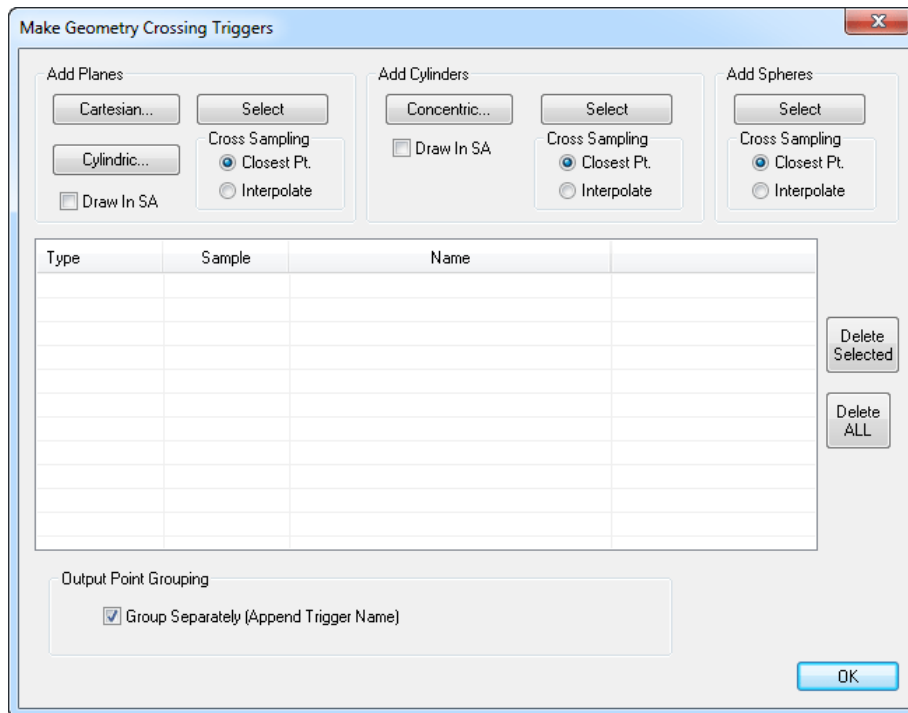 Make Geometry Crossing Triggers
Add Planes
Cartesian...
Select
Cylindric...
Cross Sampling
Closest Pt.
Interpolate
Draw In SA
Add Cylinders
Concentric...
Select
Draw In SA
Cross Sampling
Closest Pt.
Interpolate
Add Spheres
Select
Cross Sampling
Closest Pt.
Interpolate
Type Sample Name
Delete
Selected
Delete
ALL
Output Point Grouping
Group Separately (Append Trigger Name)
OK